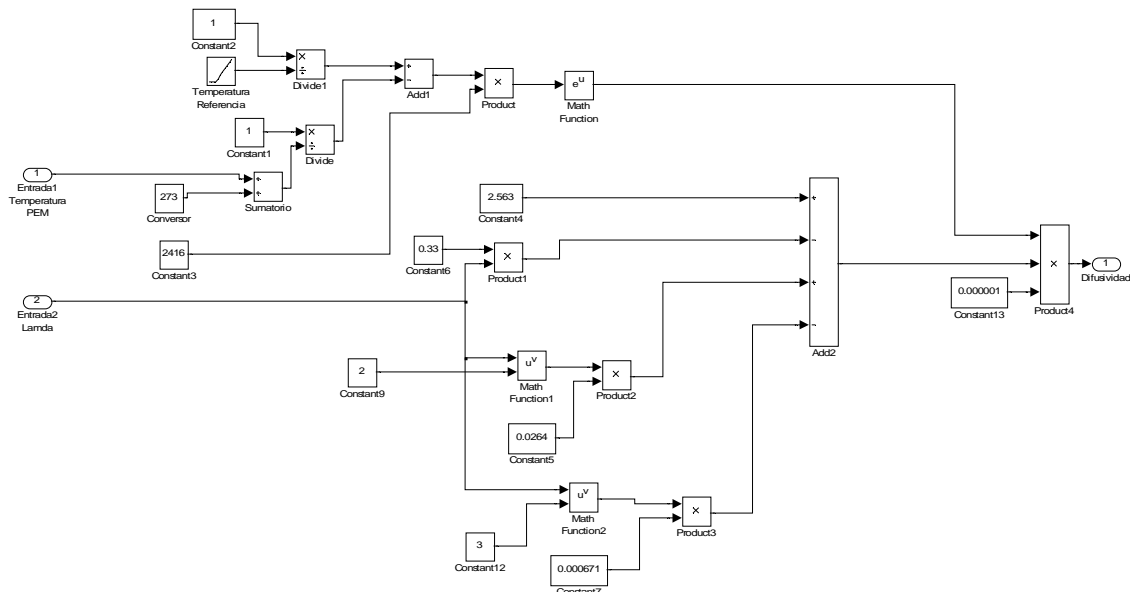 1
Constant2
×
÷
Divide1
Temperatura
Referencia
+
−
Add1
×
Product
e^u
Math
Function
1
Constant1
×
÷
Divide
1
Entrada1
Temperatura
PEM
273
Conversor
+
+
Sumatorio
2416
Constant3
2.563
Constant4
0.33
Constant6
×
Product1
+
−
+
−
Add2
×
Product4
1
Difusividad
0.000001
Constant13
2
Entrada2
Lamda
2
Constant9
u^v
Math
Function1
×
Product2
0.0264
Constant5
u^v
Math
Function2
×
Product3
3
Constant12
0.000671
Constant7